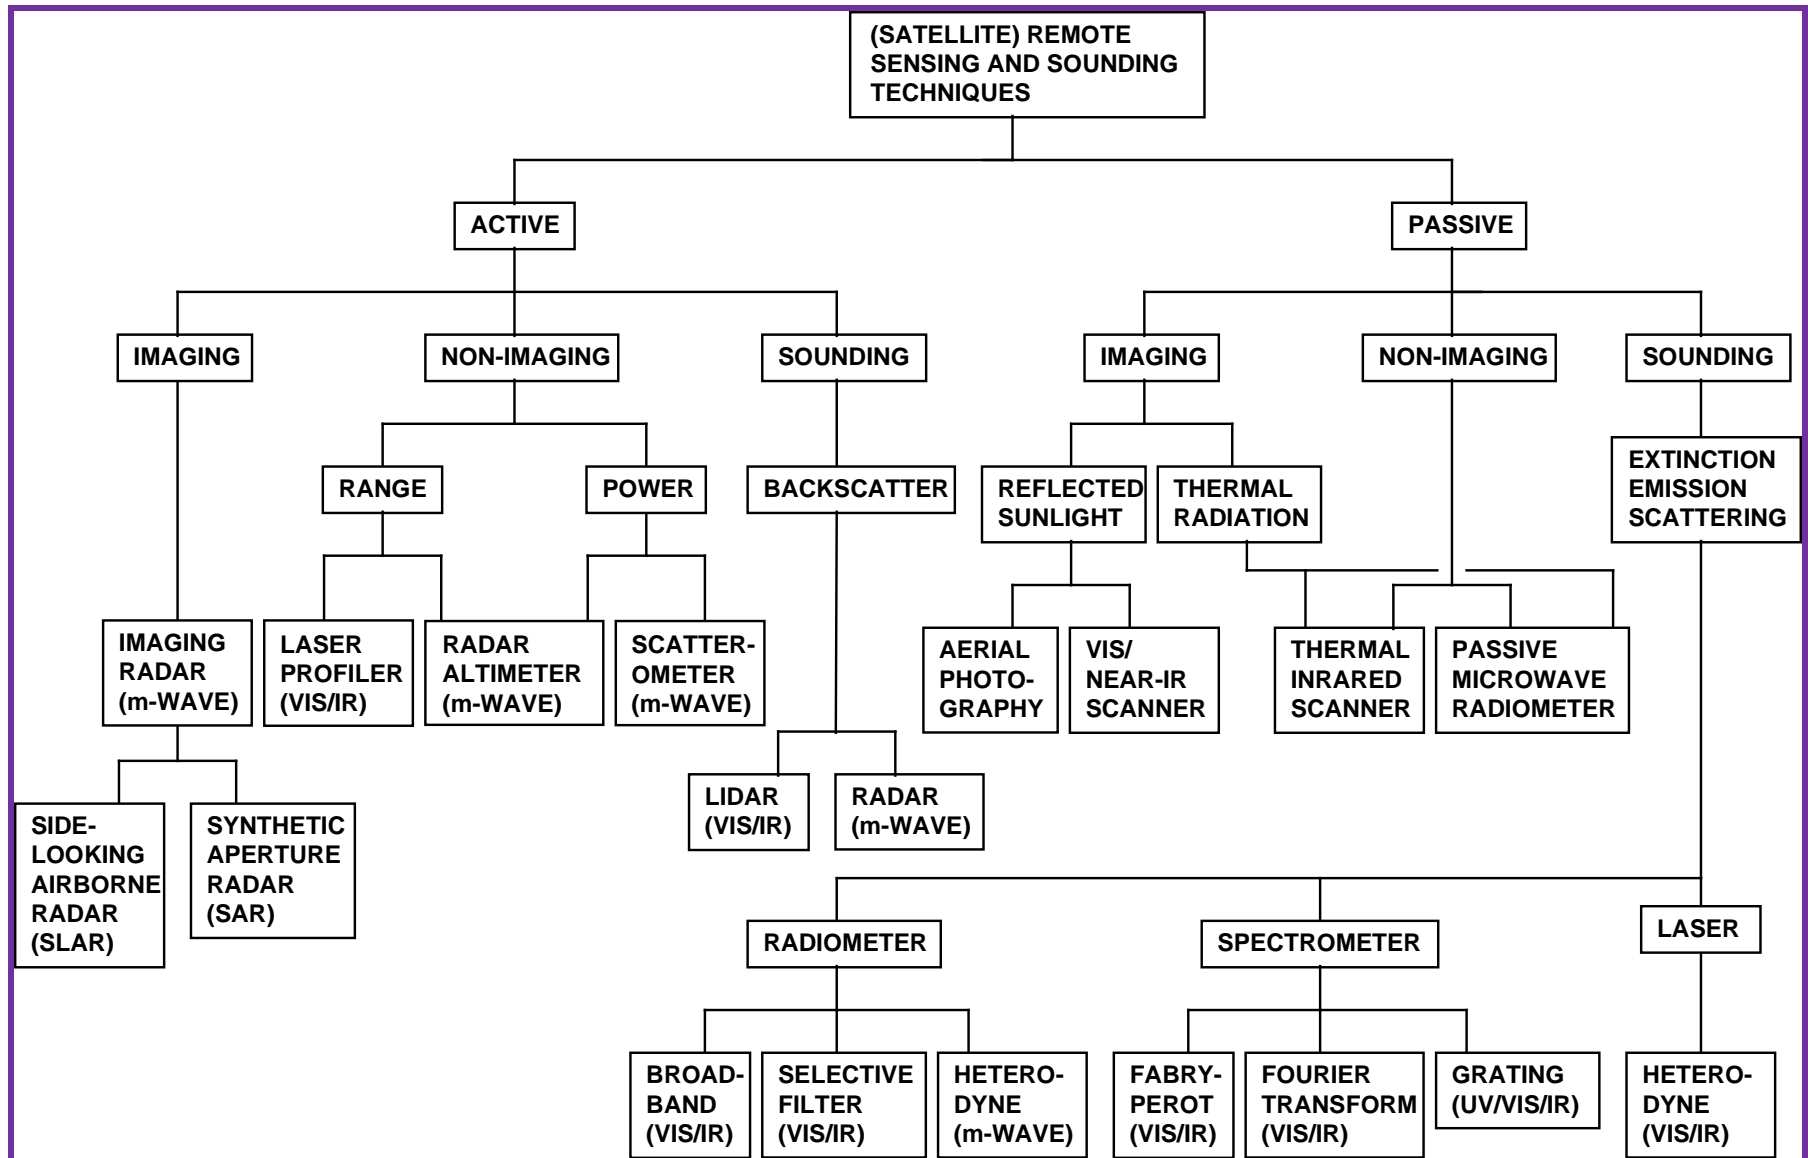 (SATELLITE) REMOTE
SENSING AND SOUNDING
TECHNIQUES
ACTIVE
PASSIVE
IMAGING
NON-IMAGING
SOUNDING
IMAGING
NON-IMAGING
SOUNDING
RANGE
POWER
BACKSCATTER
REFLECTED
SUNLIGHT
THERMAL
RADIATION
EXTINCTION
EMISSION
SCATTERING
IMAGING
RADAR
(m-WAVE)
LASER
PROFILER
(VIS/IR)
RADAR
ALTIMETER
(m-WAVE)
SCATTER-
OMETER
(m-WAVE)
AERIAL
PHOTO-
GRAPHY
VIS/
NEAR-IR
SCANNER
THERMAL
INRARED
SCANNER
PASSIVE
MICROWAVE
RADIOMETER
LIDAR
(VIS/IR)
RADAR
(m-WAVE)
SIDE-
LOOKING
AIRBORNE
RADAR
(SLAR)
SYNTHETIC
APERTURE
RADAR
(SAR)
RADIOMETER
SPECTROMETER
LASER
BROAD-
BAND
(VIS/IR)
SELECTIVE
FILTER
(VIS/IR)
HETERO-
DYNE
(m-WAVE)
FABRY-
PEROT
(VIS/IR)
FOURIER
TRANSFORM
(VIS/IR)
GRATING
(UV/VIS/IR)
HETERO-
DYNE
(VIS/IR)